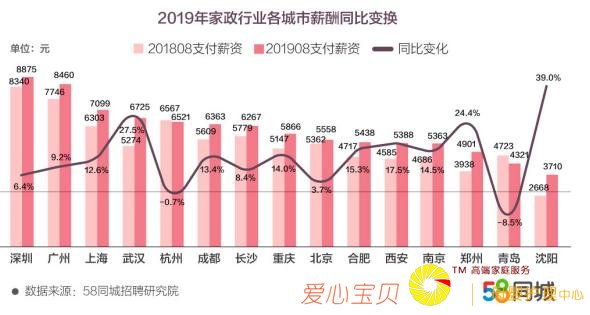 2019年家政行业各城市薪酬同比变换
单位：元
201808支付薪资 201908支付薪资 同比变化
8340 8875 6.4%
7746 8460 9.2%
6303 7099 12.6%
5274 6725 27.5%
6567 6521 -0.7%
5609 6363 13.4%
5779 6267 8.4%
5147 5866 14.0%
5362 5558 3.7%
4717 5438 15.3%
4585 5388 17.5%
4686 5363 14.5%
3938 4901 24.4%
4723 4321 -8.5%
2668 3710 39.0%
深圳 广州 上海 武汉 杭州 成都 长沙 重庆 北京 合肥 西安 南京 郑州 青岛 沈阳
数据来源：58同城招聘研究院
爱心宝贝
TM 高端家庭服务
58同城
中心